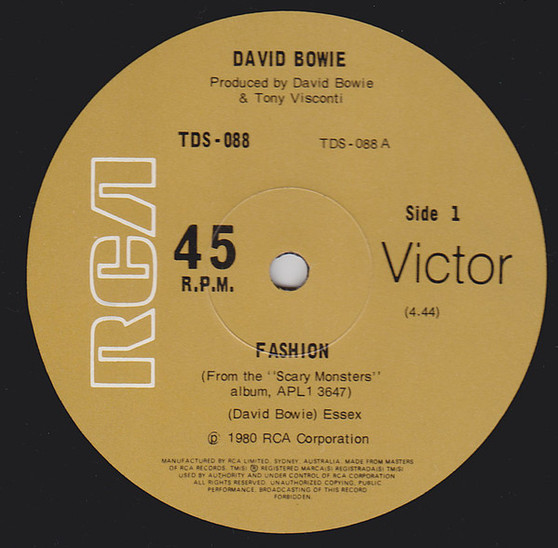 DAVID BOWIE
Produced by David Bowie
& Tony Visconti
TDS-088
TDS-088 A
RCA
Side 1
45
R.P.M.
Victor
(4.44)
FASHION
(From the "Scary Monsters"
album, APL1 3647)
(David Bowie) Essex
℗ 1980 RCA Corporation
MANUFACTURED BY RCA LIMITED, SYDNEY, AUSTRALIA, MADE FROM MASTERS
OF RCA RECORDS, TM(S) ® REGISTERED MARCA(S) REGISTRADA(S) TM(S)
USED BY AUTHORITY AND UNDER CONTROL OF RCA CORPORATION
ALL RIGHTS RESERVED. UNAUTHORIZED, COPYING, PUBLIC
PERFORMANCE, BROADCASTING OF THIS RECORD
FORBIDDEN.